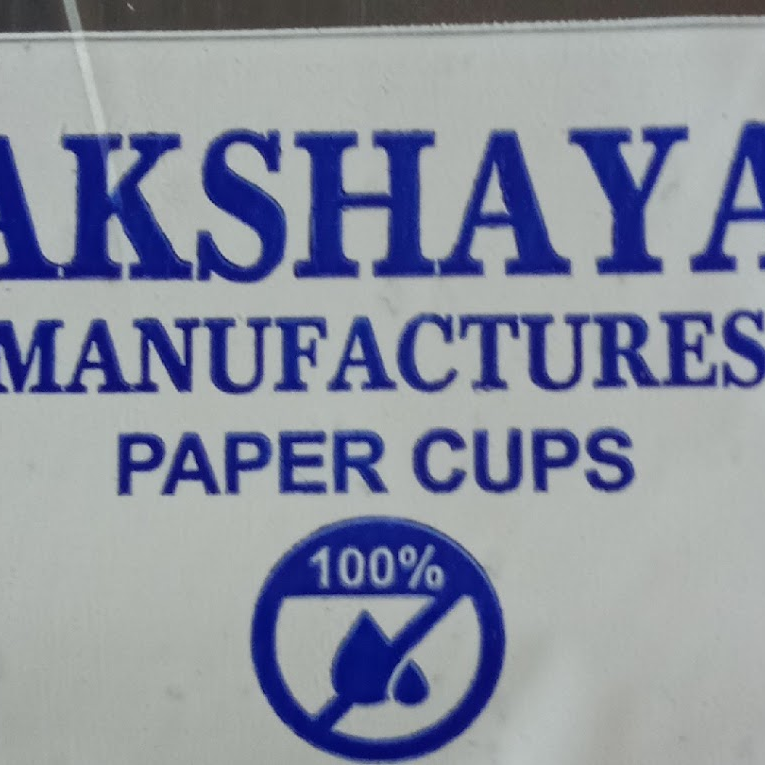 AKSHAYA
MANUFACTURES
PAPER CUPS
100%